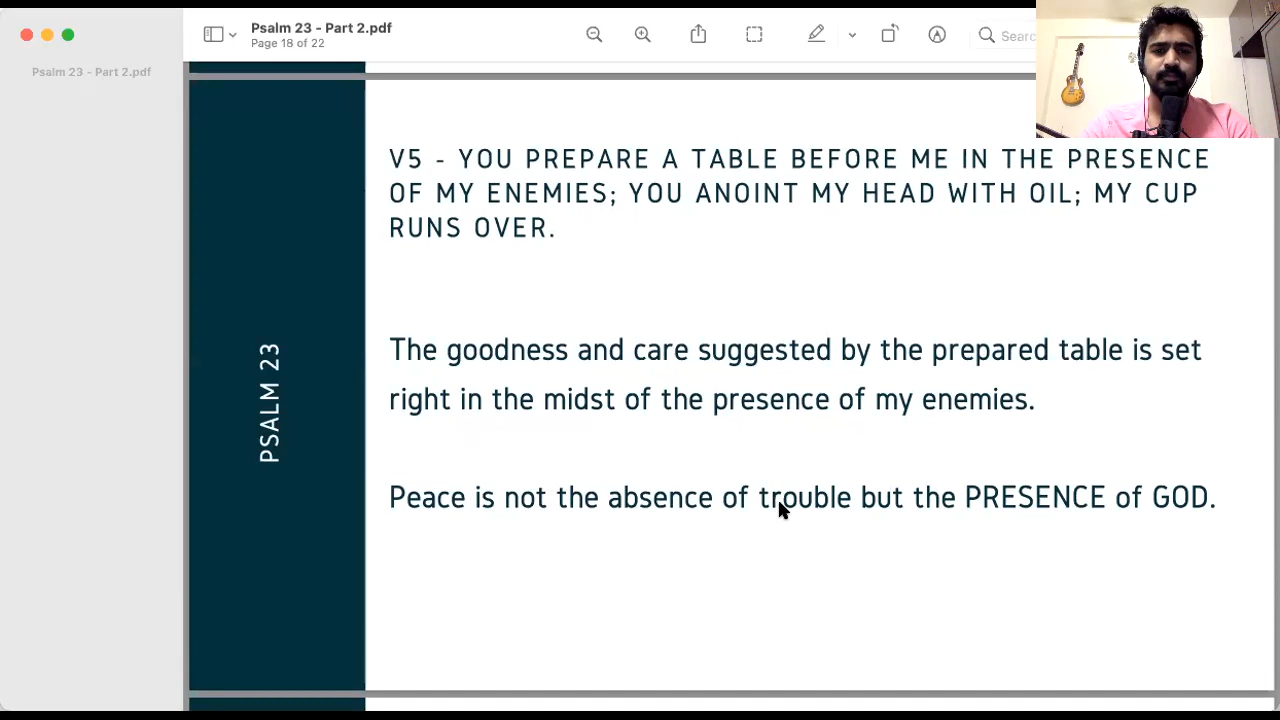 Psalm 23 - Part 2.pdf
Page 18 of 22
Searc
Psalm 23 - Part 2.pdf
V5 - YOU PREPARE A TABLE BEFORE ME IN THE PRESENCE
OF MY ENEMIES; YOU ANOINT MY HEAD WITH OIL; MY CUP
RUNS OVER.
PSALM 23
The goodness and care suggested by the prepared table is set
right in the midst of the presence of my enemies.
Peace is not the absence of trouble but the PRESENCE of GOD.